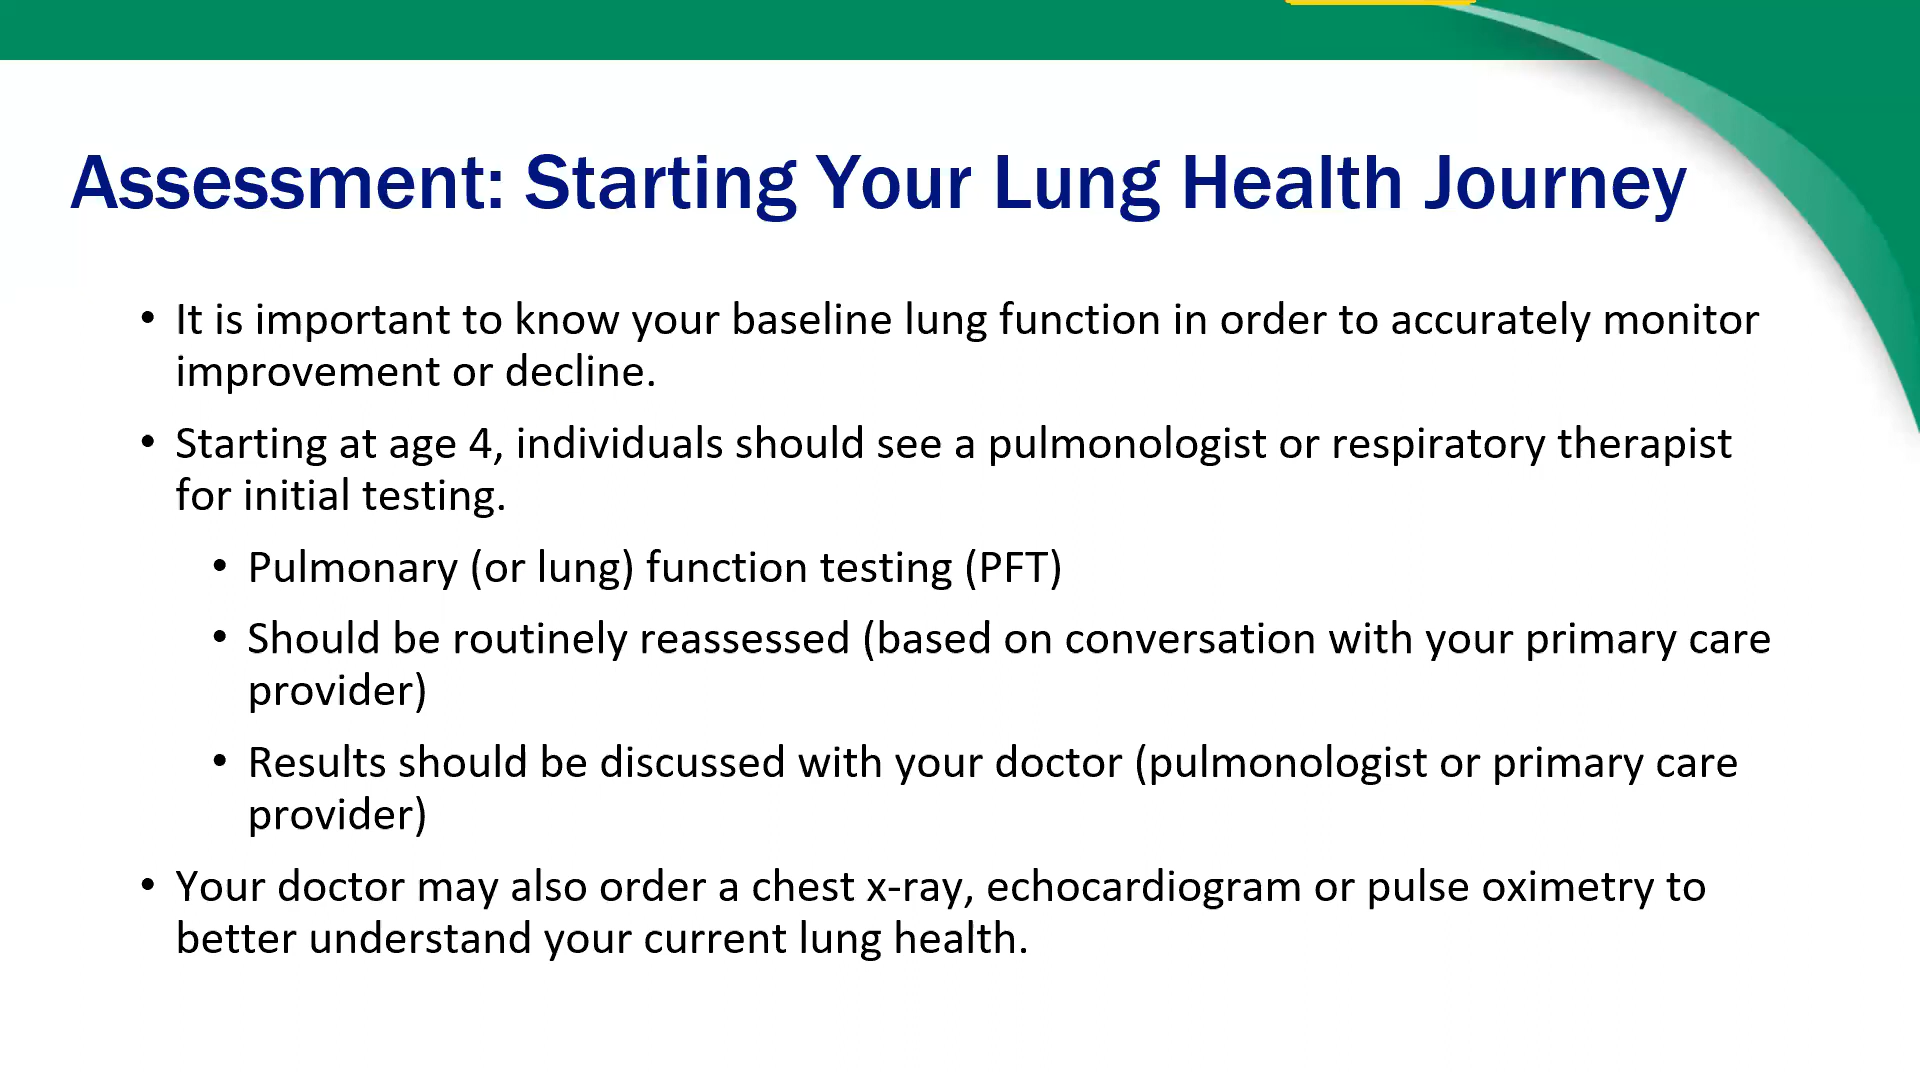 Assessment: Starting Your Lung Health Journey
• It is important to know your baseline lung function in order to accurately monitor
improvement or decline.
• Starting at age 4, individuals should see a pulmonologist or respiratory therapist
for initial testing.
• Pulmonary (or lung) function testing (PFT)
• Should be routinely reassessed (based on conversation with your primary care
provider)
• Results should be discussed with your doctor (pulmonologist or primary care
provider)
• Your doctor may also order a chest x-ray, echocardiogram or pulse oximetry to
better understand your current lung health.